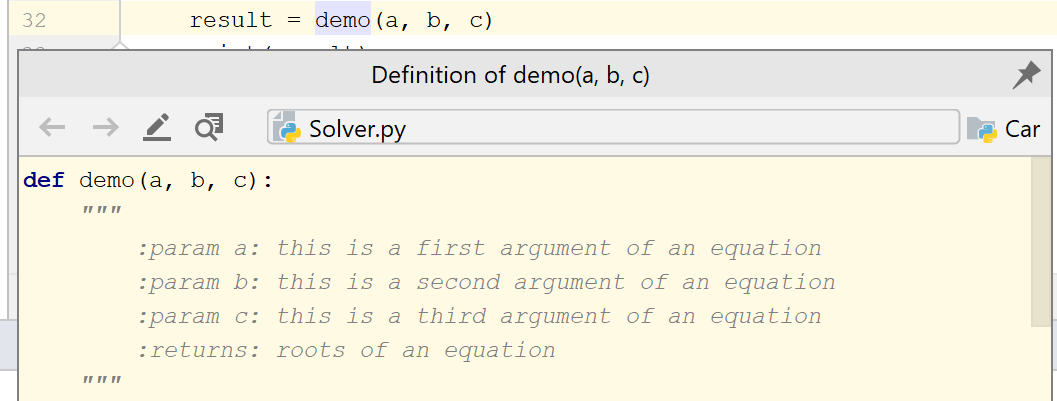 32 result = demo(a, b, c)
Definition of demo(a, b, c)
Solver.py Car
def demo(a, b, c):
"""
:param a: this is a first argument of an equation
:param b: this is a second argument of an equation
:param c: this is a third argument of an equation
:returns: roots of an equation
"""